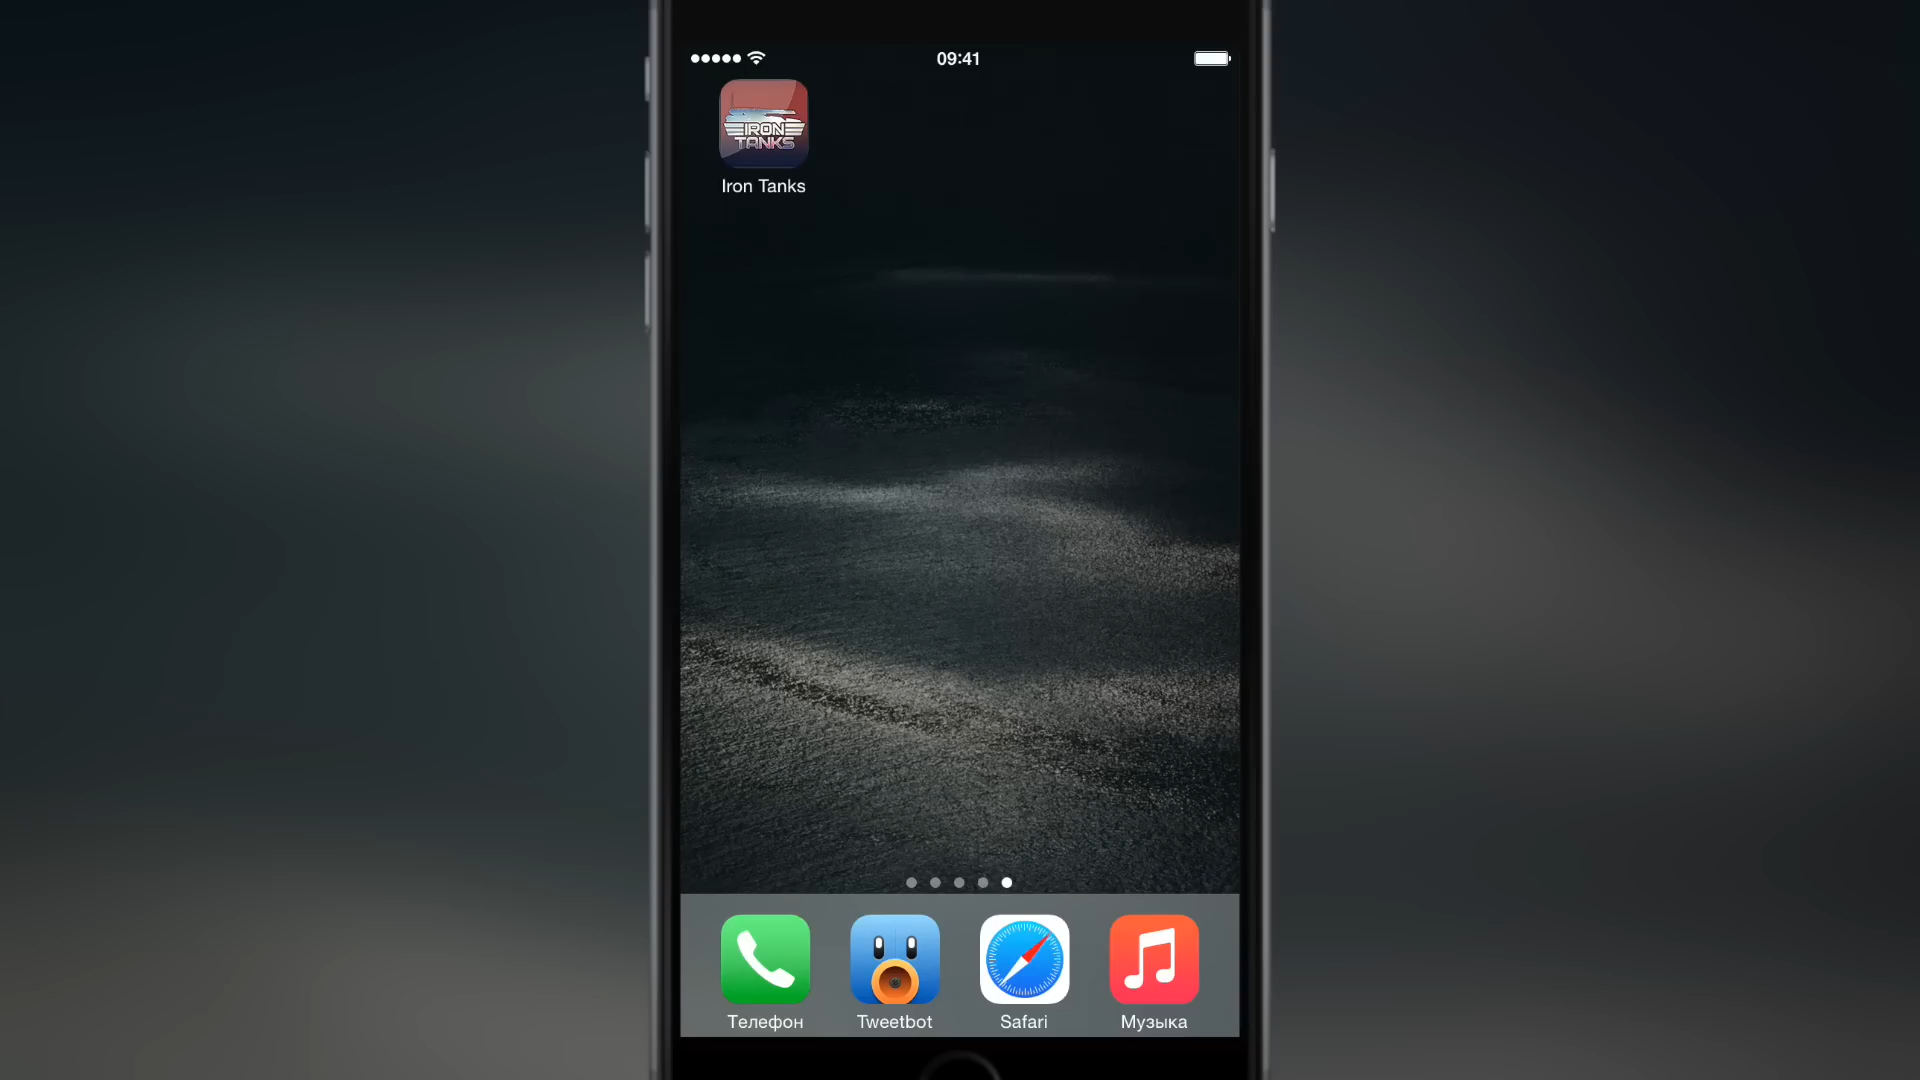 09:41
IRON
TANKS
Iron Tanks
Телефон
Tweetbot
Safari
Музыка